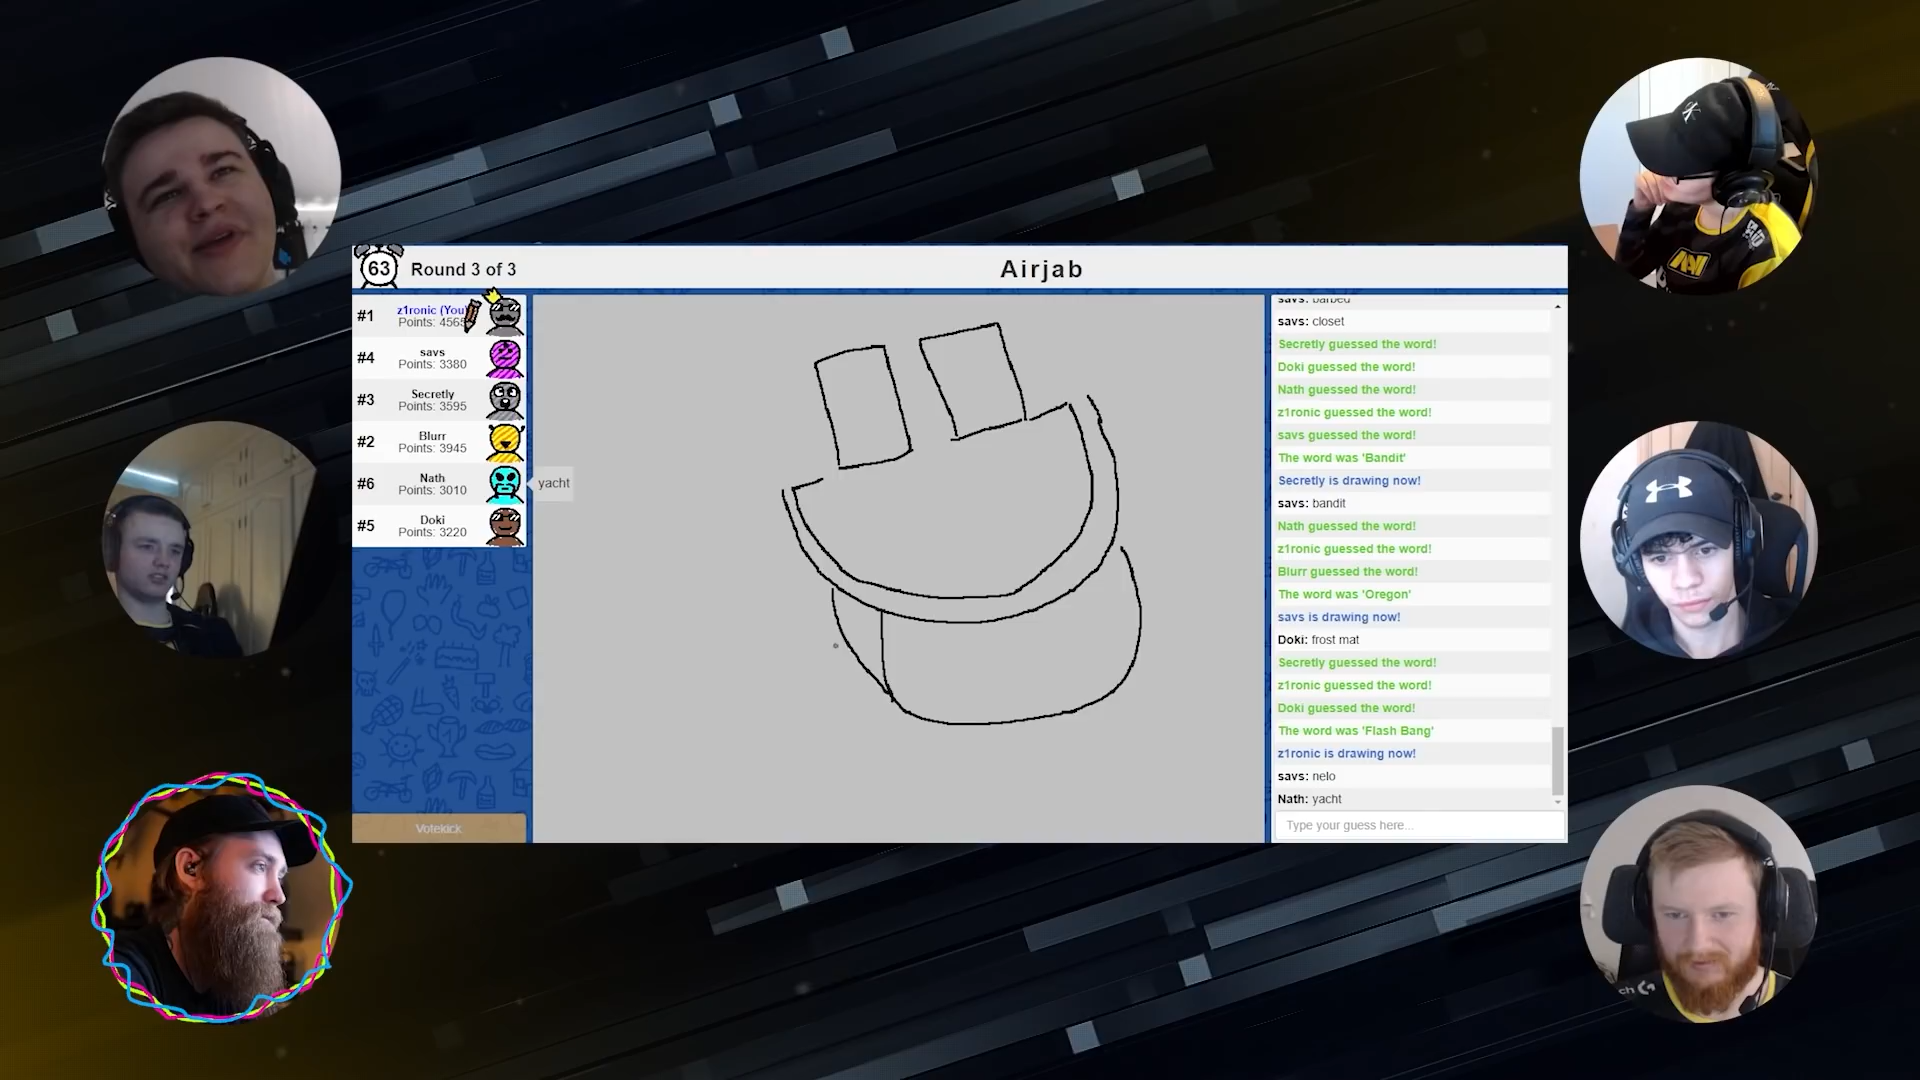 63
Round 3 of 3
Airjab
#1
z1ronic (You)
Points: 4565
#4
savs
Points: 3380
#3
Secretly
Points: 3595
#2
Blurr
Points: 3945
#6
Nath
Points: 3010
yacht
#5
Doki
Points: 3220
Votekick
savs: barbed
savs: closet
Secretly guessed the word!
Doki guessed the word!
Nath guessed the word!
z1ronic guessed the word!
savs guessed the word!
The word was 'Bandit'
Secretly is drawing now!
savs: bandit
Nath guessed the word!
z1ronic guessed the word!
Blurr guessed the word!
The word was 'Oregon'
savs is drawing now!
Doki: frost mat
Secretly guessed the word!
z1ronic guessed the word!
Doki guessed the word!
The word was 'Flash Bang'
z1ronic is drawing now!
savs: nelo
Nath: yacht
Type your guess here...